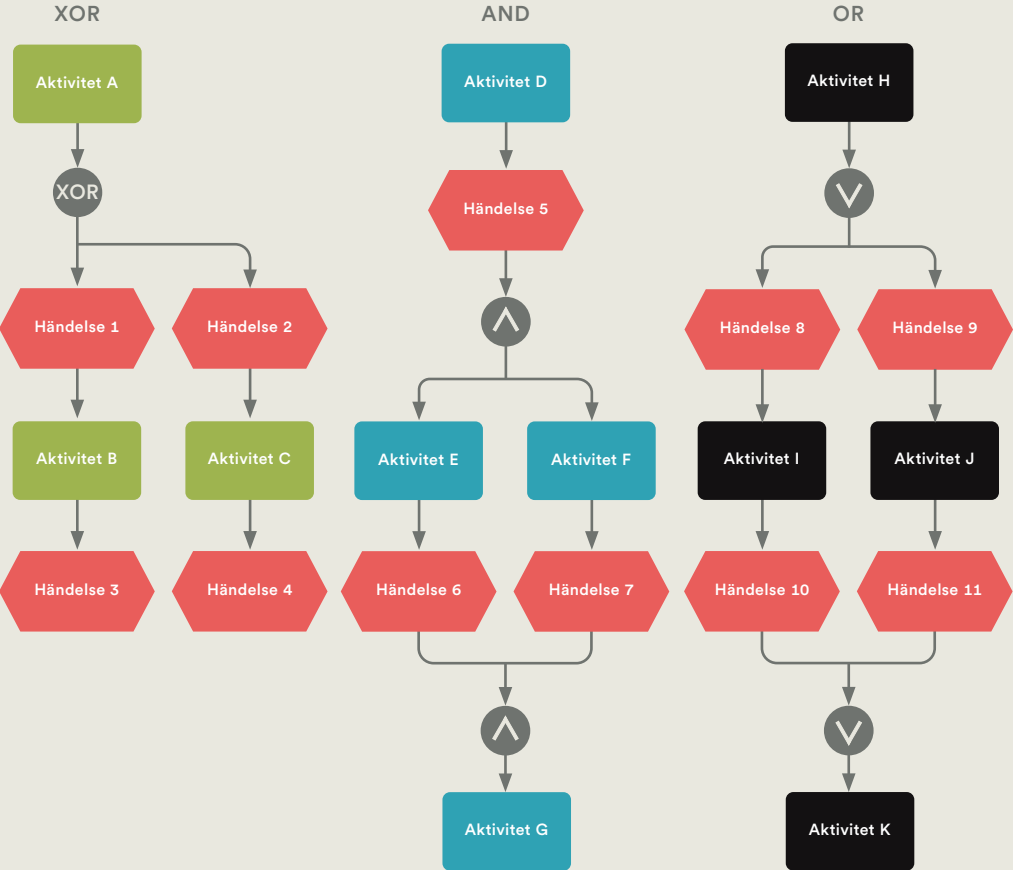 XOR
AND
OR
Aktivitet A
Aktivitet D
Aktivitet H
XOR
Händelse 5
Händelse 1
Händelse 2
Händelse 8
Händelse 9
Aktivitet B
Aktivitet C
Aktivitet E
Aktivitet F
Aktivitet I
Aktivitet J
Händelse 3
Händelse 4
Händelse 6
Händelse 7
Händelse 10
Händelse 11
Aktivitet G
Aktivitet K